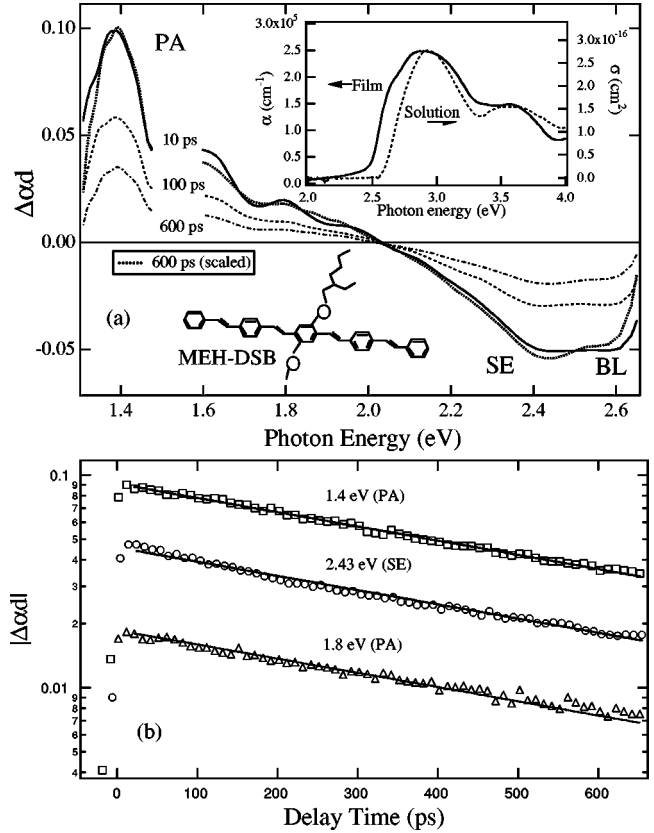 0.10
0.05
0.00
-0.05
Δαd
PA
10 ps
100 ps
600 ps
600 ps (scaled)
(a)
MEH-DSB
O
O
SE
BL
3.0x10⁵
2.5
2.0
1.5
1.0
0.5
0.0
α (cm⁻¹)
Film
Solution
3.0x10⁻¹⁶
2.5
2.0
1.5
1.0
0.5
0.0
σ (cm²)
2.0 2.5 3.0 3.5 4.0
Photon energy (eV)
1.4 1.6 1.8 2.0 2.2 2.4 2.6
Photon Energy (eV)
0.1
9
8
7
6
5
4
3
2
0.01
9
8
7
6
5
4
|Δαd|
1.4 eV (PA)
2.43 eV (SE)
1.8 eV (PA)
(b)
0 100 200 300 400 500 600
Delay Time (ps)